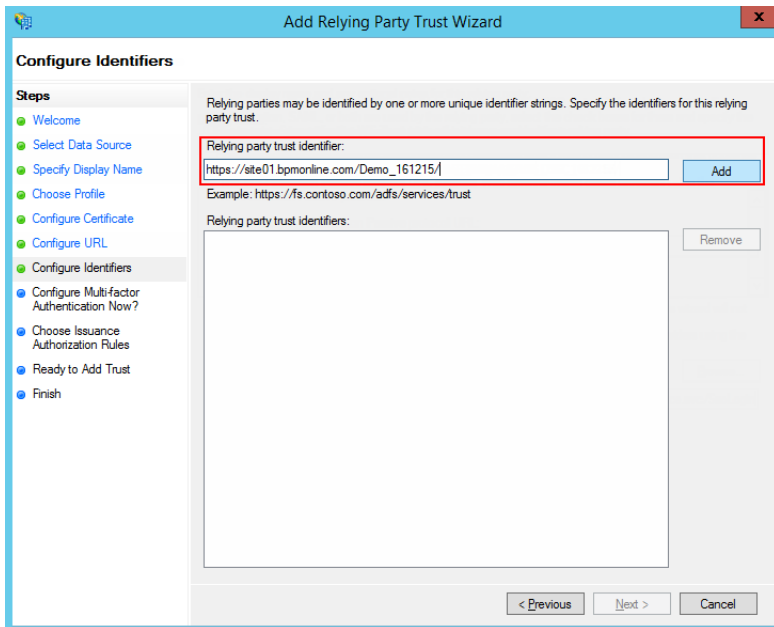 Add Relying Party Trust Wizard
x
Configure Identifiers
Steps
Welcome
Select Data Source
Specify Display Name
Choose Profile
Configure Certificate
Configure URL
Configure Identifiers
Configure Multi-factor
Authentication Now?
Choose Issuance
Authorization Rules
Ready to Add Trust
Finish
Relying parties may be identified by one or more unique identifier strings. Specify the identifiers for this relying
party trust.
Relying party trust identifier:
https://site01.bpmonline.com/Demo_161215/
Add
Example: https://fs.contoso.com/adfs/services/trust
Relying party trust identifiers:
Remove
< Previous
Next >
Cancel